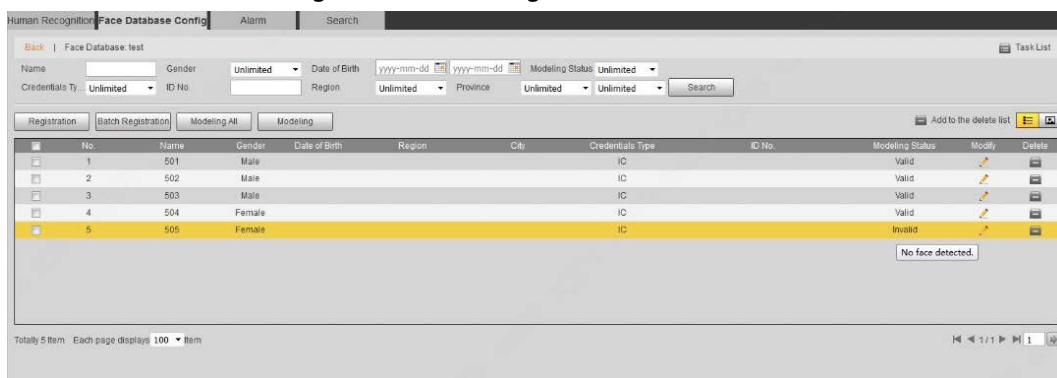 Human Recognition Face Database Config Alarm Search
Back | Face Database: test Task List
Name Gender Unlimited Date of Birth yyyy-mm-dd yyyy-mm-dd Modeling Status Unlimited
Credentials Ty... Unlimited ID No. Region Unlimited Province Unlimited Unlimited Search
Registration Batch Registration Modeling All Modeling Add to the delete list
No. Name Gender Date of Birth Region City Credentials Type ID No. Modeling Status Modify Delete
1 501 Male IC Valid
2 502 Male IC Valid
3 503 Male IC Valid
4 504 Female IC Valid
5 505 Female IC Invalid
No face detected.
Totally 5 Item Each page displays 100 Item 1/1 1